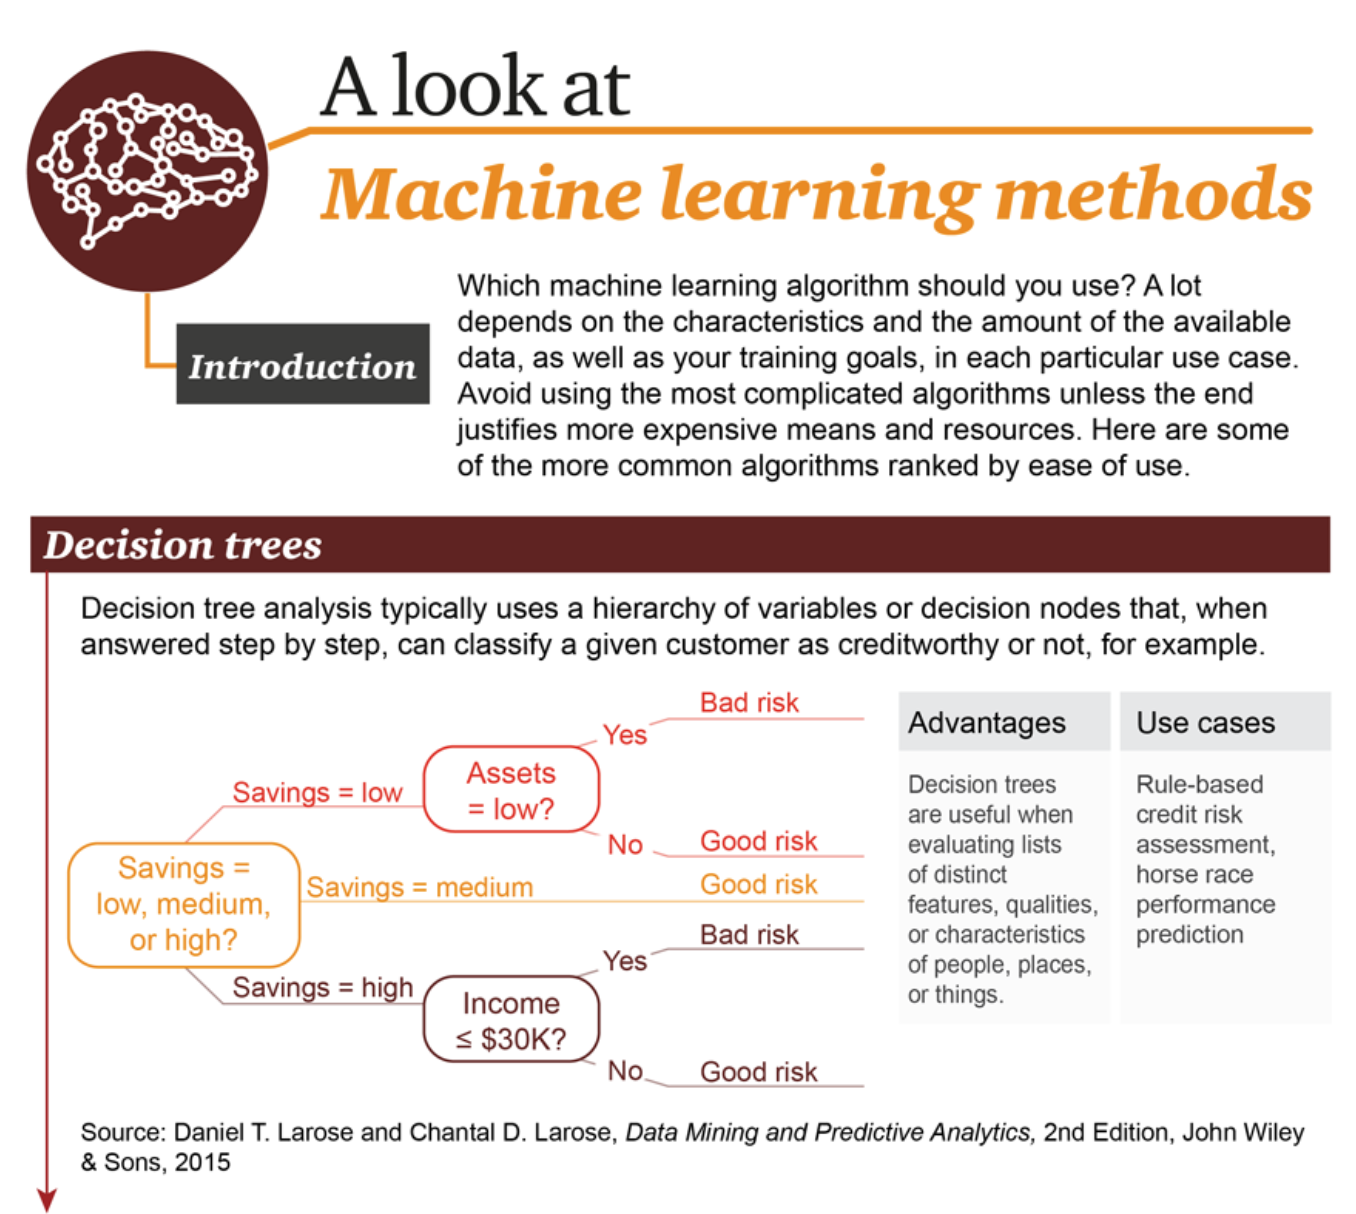 A look at
Machine learning methods
Introduction
Which machine learning algorithm should you use? A lot
depends on the characteristics and the amount of the available
data, as well as your training goals, in each particular use case.
Avoid using the most complicated algorithms unless the end
justifies more expensive means and resources. Here are some
of the more common algorithms ranked by ease of use.
Decision trees
Decision tree analysis typically uses a hierarchy of variables or decision nodes that, when
answered step by step, can classify a given customer as creditworthy or not, for example.
Savings =
low, medium,
or high?
Savings = low
Assets
= low?
Yes
Bad risk
No
Good risk
Savings = medium
Good risk
Savings = high
Income
≤ $30K?
Yes
Bad risk
No
Good risk
Advantages
Decision trees
are useful when
evaluating lists
of distinct
features, qualities,
or characteristics
of people, places,
or things.
Use cases
Rule-based
credit risk
assessment,
horse race
performance
prediction
Source: Daniel T. Larose and Chantal D. Larose, Data Mining and Predictive Analytics, 2nd Edition, John Wiley
& Sons, 2015